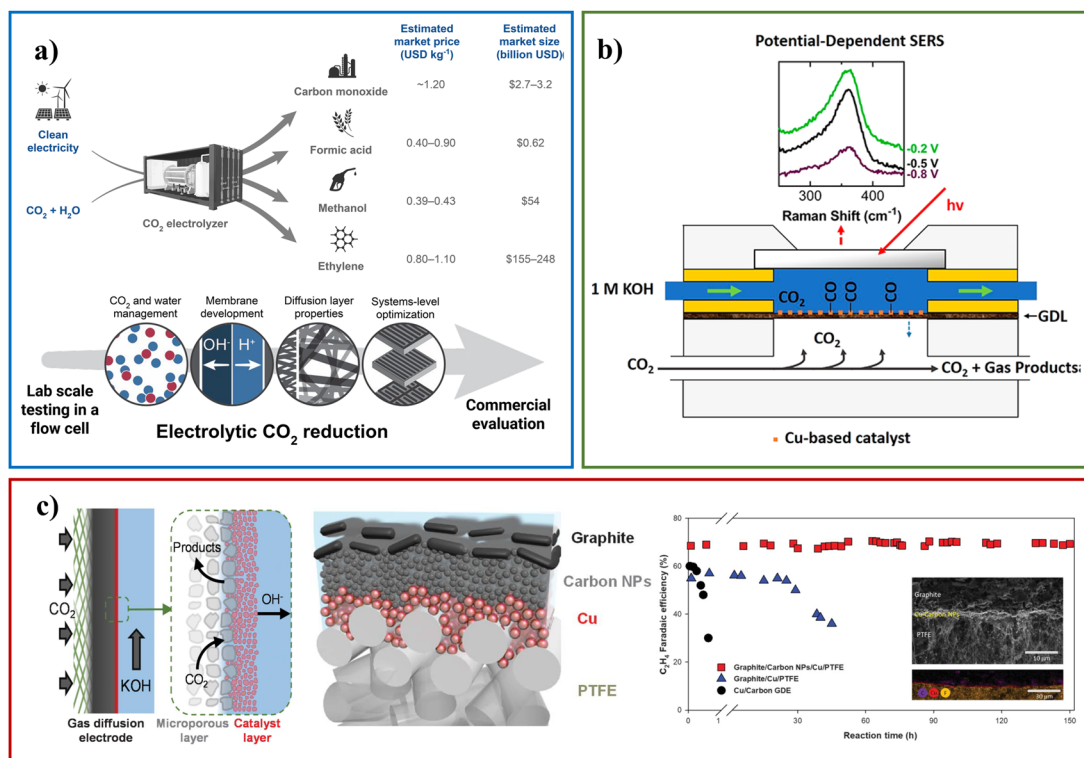 a)
Estimated
market price
(USD kg⁻¹)
Estimated
market size
(billion USD)
Clean
electricity
CO₂ + H₂O
CO₂ electrolyzer
Carbon monoxide
~1.20
$2.7–3.2
Formic acid
0.40–0.90
$0.62
Methanol
0.39–0.43
$54
Ethylene
0.80–1.10
$155–248
CO₂ and water
management
Membrane
development
Diffusion layer
properties
Systems-level
optimization
OH⁻
H⁺
Lab scale
testing in a
flow cell
Electrolytic CO₂ reduction
Commercial
evaluation
b)
Potential-Dependent SERS
-0.2 V
-0.5 V
-0.8 V
300 400
Raman Shift (cm⁻¹)
hν
1 M KOH
CO₂
CO
CO
CO
GDL
CO₂
CO₂
CO₂ + Gas Products
Cu-based catalyst
c)
CO₂
KOH
Gas diffusion
electrode
Products
CO₂
OH⁻
Microporous
layer
Catalyst
layer
Graphite
Carbon NPs
Cu
PTFE
C₂H₄ Faradaic efficiency (%)
80
60
40
20
0
Graphite/Carbon NPs/Cu/PTFE
Graphite/Cu/PTFE
Cu/Carbon GDE
Graphite
Cu/Carbon NPs
PTFE
10 µm
20 µm
0 1 30 60 90 120 150
Reaction time (h)